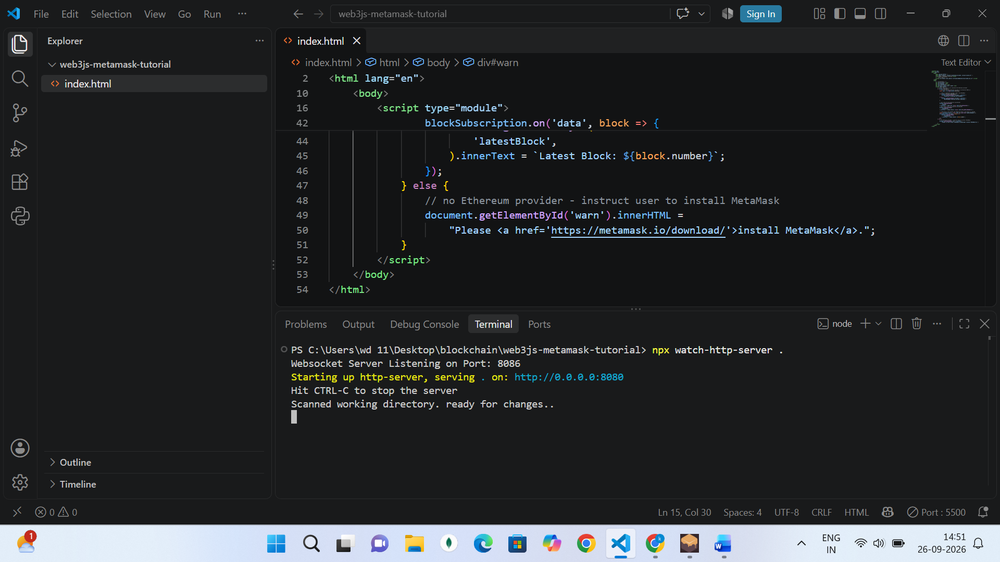 File Edit Selection View Go Run ··· web3js-metamask-tutorial Sign In
Explorer
web3js-metamask-tutorial
index.html
Outline
Timeline
index.html
index.html > html > body > div#warn
Text Editor
2 <html lang="en">
10 <body>
16 <script type="module">
42 blockSubscription.on('data', block => {
44 'latestBlock',
45 ).innerText = `Latest Block: ${block.number}`;
46 });
47 } else {
48 // no Ethereum provider - instruct user to install MetaMask
49 document.getElementById('warn').innerHTML =
50 "Please <a href='https://metamask.io/download/'>install MetaMask</a>.";
51 }
52 </script>
53 </body>
54 </html>
Problems Output Debug Console Terminal Ports node
PS C:\Users\wd 11\Desktop\blockchain\web3js-metamask-tutorial> npx watch-http-server .
Websocket Server Listening on Port: 8086
Starting up http-server, serving . on: http://0.0.0.0:8080
Hit CTRL-C to stop the server
Scanned working directory. ready for changes..
0 0 Ln 15, Col 30 Spaces: 4 UTF-8 CRLF HTML Port : 5500
1
ENG
IN
14:51
26-09-2026